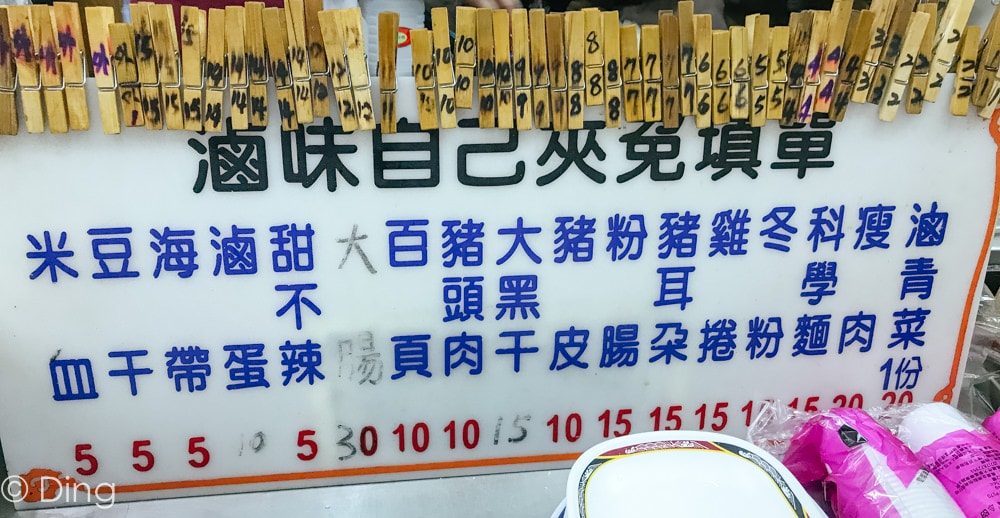 滷味自己夾免填單
米血
豆干
海帶
滷蛋
甜不辣
大腸
百頁
豬頭肉
大黑干
豬皮
粉腸
豬耳朵
雞捲
冬粉
科學麵
瘦肉
滷青菜
1份
5 5 5 10 5 30 10 10 15 10 15 15 15 15 20 20
© Ding